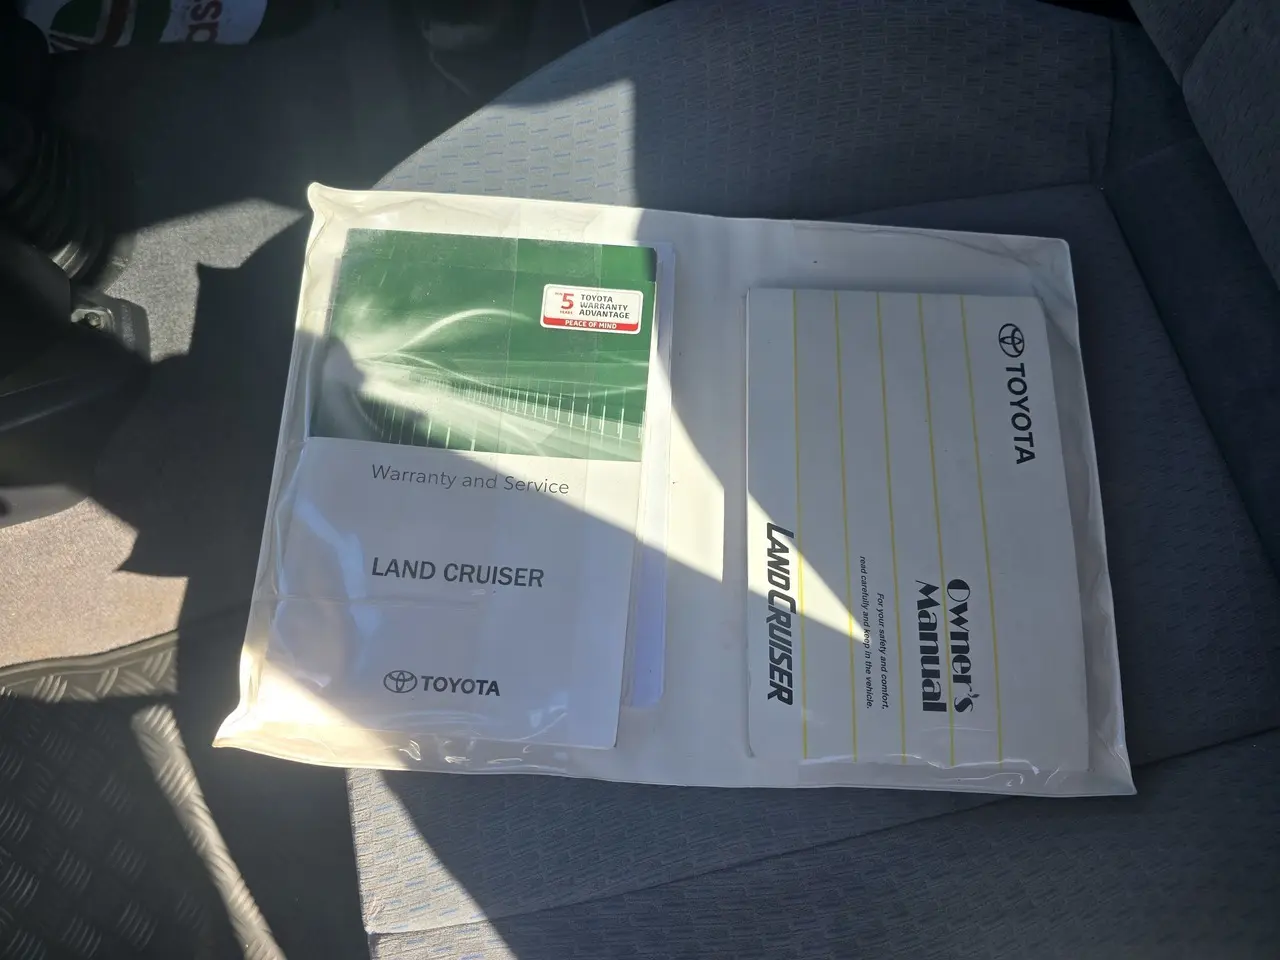 5
YEARS
TOYOTA
WARRANTY
ADVANTAGE
PEACE OF MIND
Warranty and Service
LAND CRUISER
TOYOTA
TOYOTA
Owner's
Manual
For your safety and comfort,
read carefully and keep in the vehicle.
LANDCRUISER